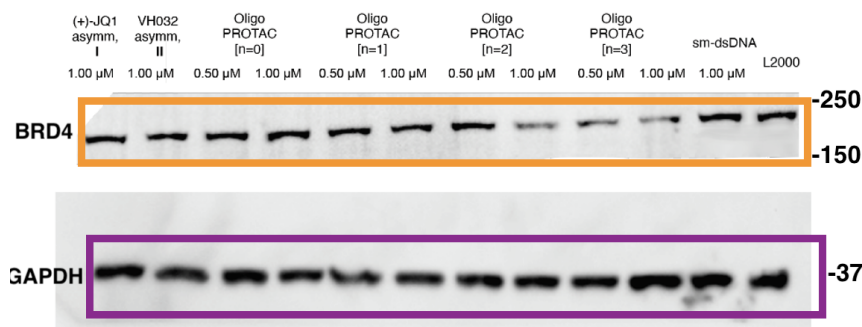 (+)-JQ1 asymm, I
VH032 asymm, II
Oligo PROTAC [n=0]
Oligo PROTAC [n=1]
Oligo PROTAC [n=2]
Oligo PROTAC [n=3]
sm-dsDNA
L2000
1.00 µM
1.00 µM
0.50 µM
1.00 µM
0.50 µM
1.00 µM
0.50 µM
1.00 µM
0.50 µM
1.00 µM
1.00 µM
-250
BRD4
-150
GAPDH
-37